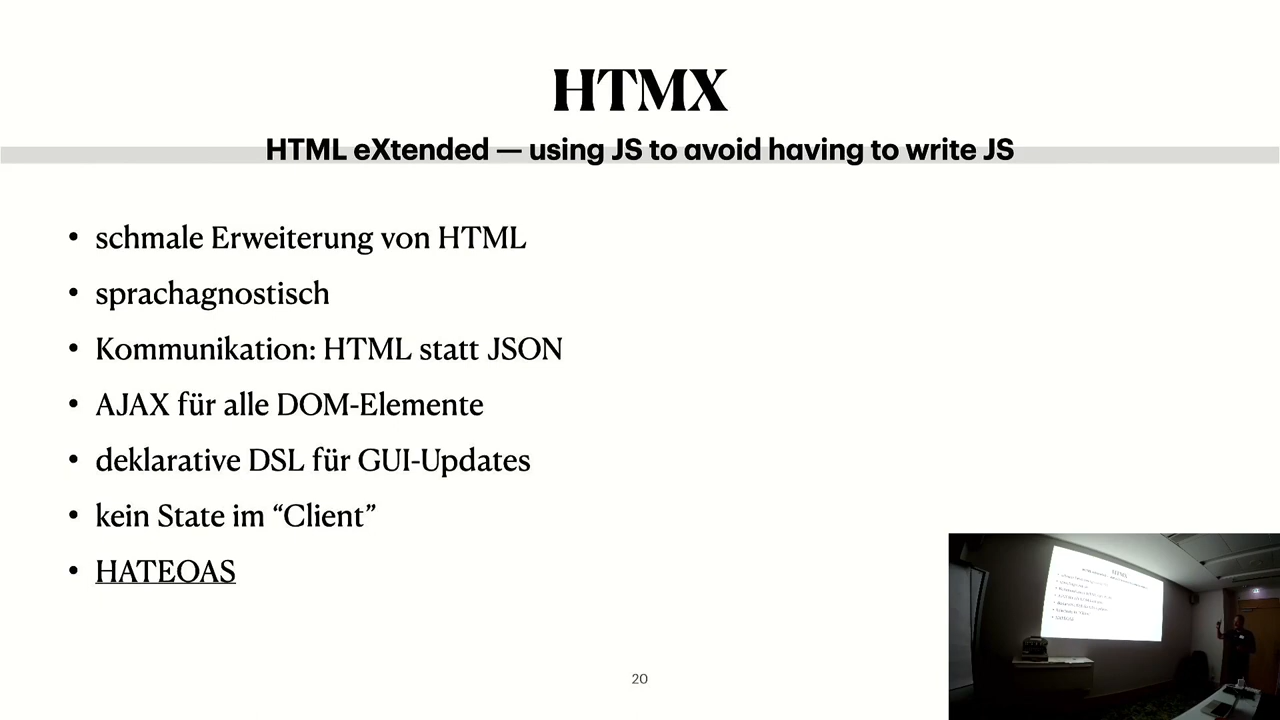 HTMX
HTML eXtended — using JS to avoid having to write JS
• schmale Erweiterung von HTML
• sprachagnostisch
• Kommunikation: HTML statt JSON
• AJAX für alle DOM-Elemente
• deklarative DSL für GUI-Updates
• kein State im “Client”
• HATEOAS
20